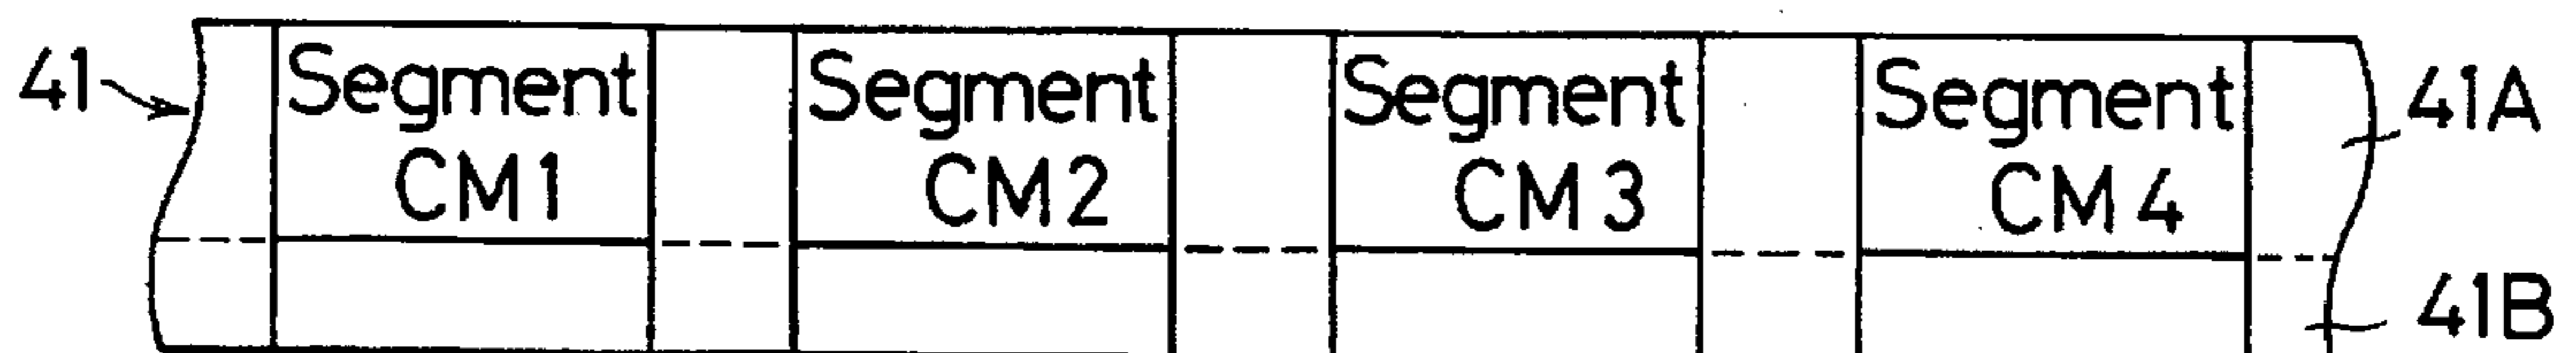 41
Segment
CM1
Segment
CM2
Segment
CM3
Segment
CM4
41A
41B